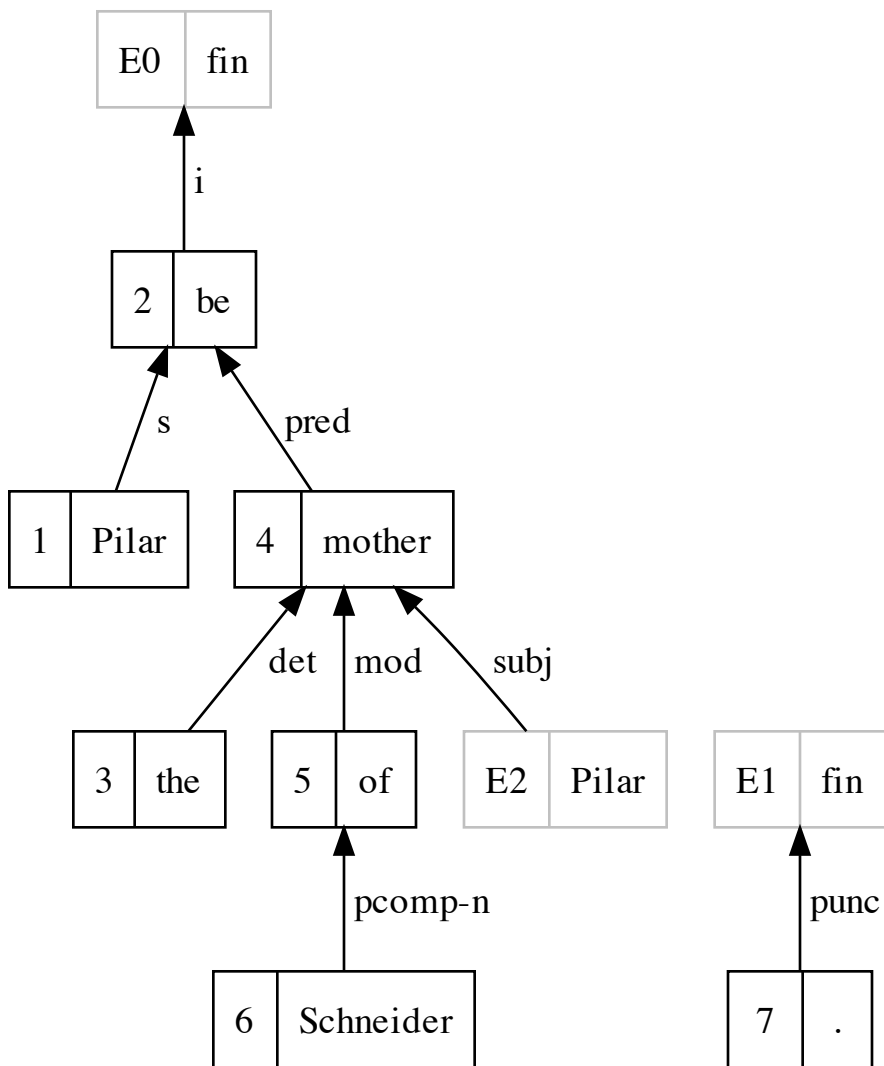 E0 fin
i
2 be
s pred
1 Pilar 4 mother
det mod subj
3 the 5 of E2 Pilar E1 fin
pcomp-n punc
6 Schneider 7 .